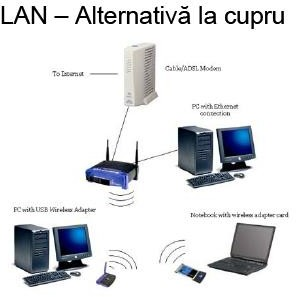 LAN – Alternativă la cupru
Cable/ADSL Modem
To Internet
PC with Ethernet
connection
PC with USB Wireless Adapter
Notebook with wireless adapter card